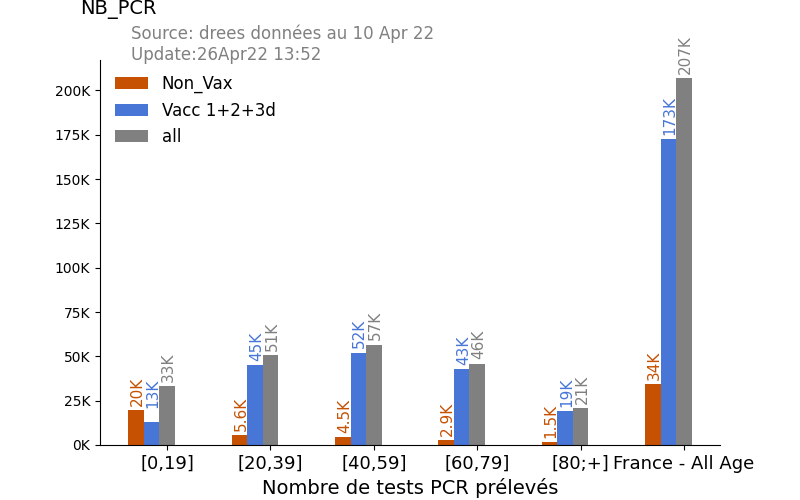 NB_PCR
Source: drees données au 10 Apr 22
Update:26Apr22 13:52
Non_Vax
Vacc 1+2+3d
all
200K
175K
150K
125K
100K
75K
50K
25K
0K
20K 13K 33K
5.6K 45K 51K
4.5K 52K 57K
2.9K 43K 46K
1.5K 19K 21K
34K 173K 207K
[0,19] [20,39] [40,59] [60,79] [80;+] France - All Age
Nombre de tests PCR prélevés